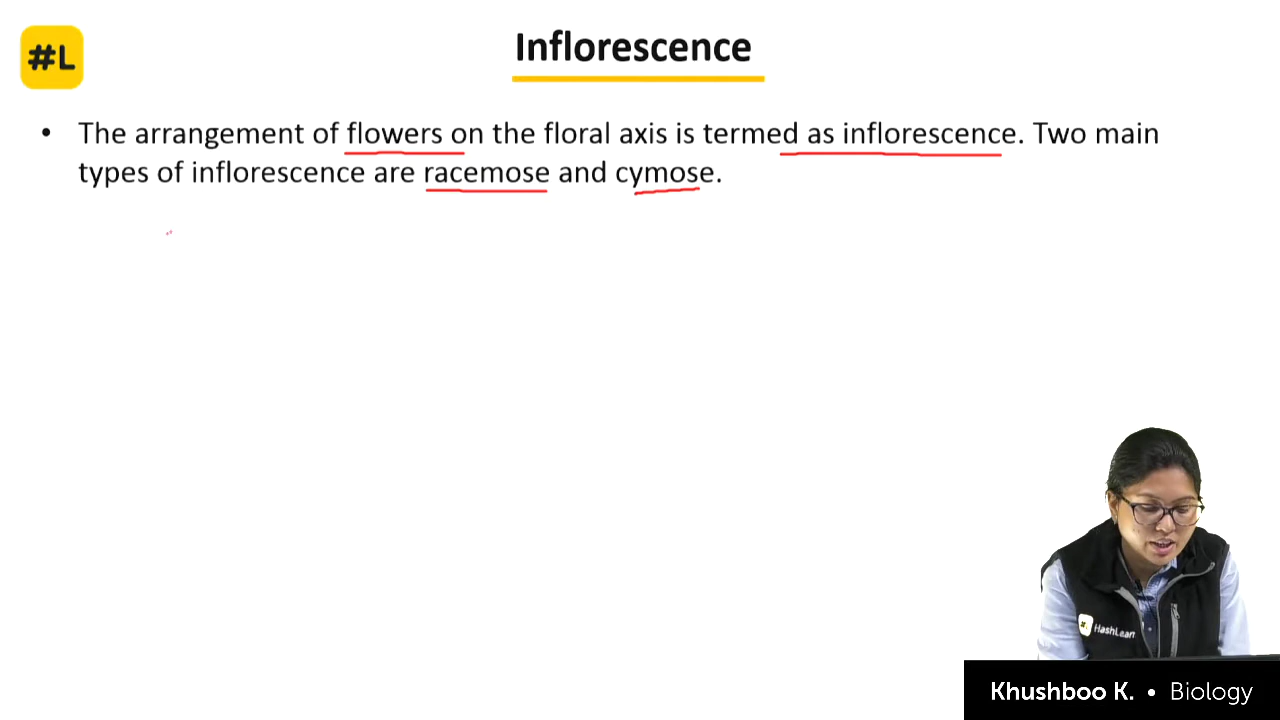 #L
Inflorescence
• The arrangement of flowers on the floral axis is termed as inflorescence. Two main
types of inflorescence are racemose and cymose.
HashLearn
Khushboo K. • Biology